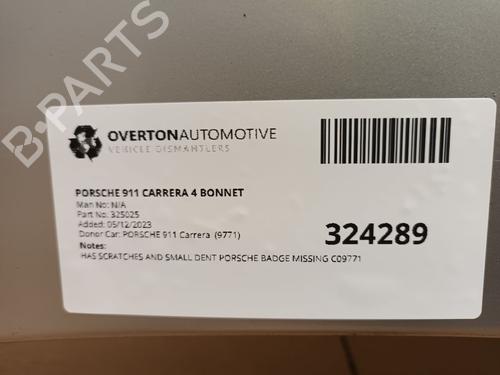 B-PARTS
OVERTONAUTOMOTIVE
VEHICLE DISMANTLERS
PORSCHE 911 CARRERA 4 BONNET
Man No: N/A
Part No: 325025
Added: 05/12/2023
Donor Car: PORSCHE 911 Carrera (9771)
Notes:
HAS SCRATCHES AND SMALL DENT PORSCHE BADGE MISSING C09771
324289